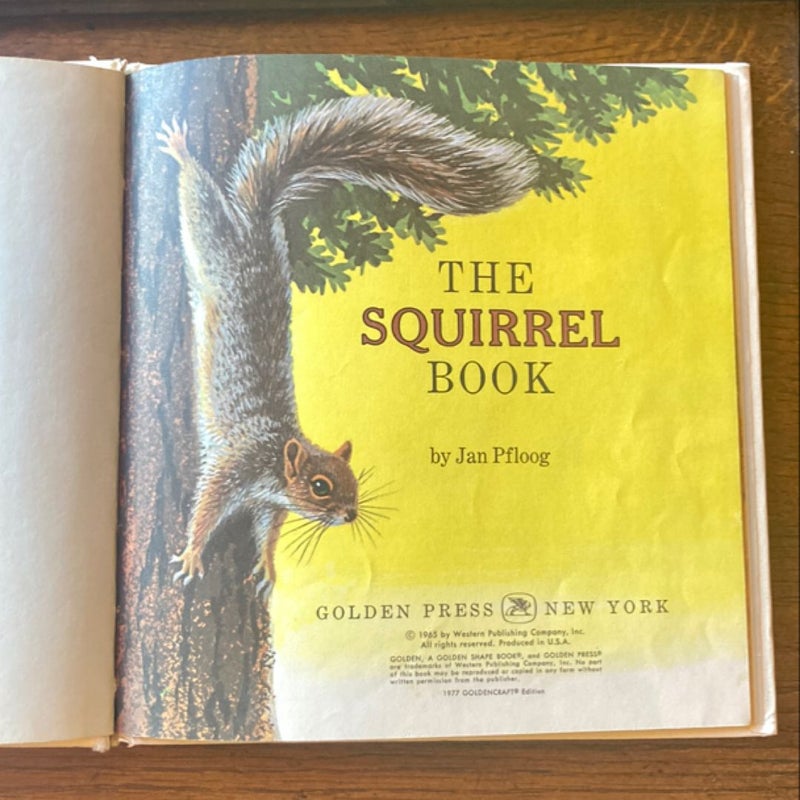 THE
SQUIRREL
BOOK
by Jan Pfloog
GOLDEN PRESS NEW YORK
© 1965 by Western Publishing Company, Inc.
All rights reserved. Produced in U.S.A.
GOLDEN, A GOLDEN SHAPE BOOK®, and GOLDEN PRESS®
are trademarks of Western Publishing Company, Inc. No part
of this book may be reproduced or copied in any form without
written permission from the publisher.
1977 GOLDENCRAFT® Edition